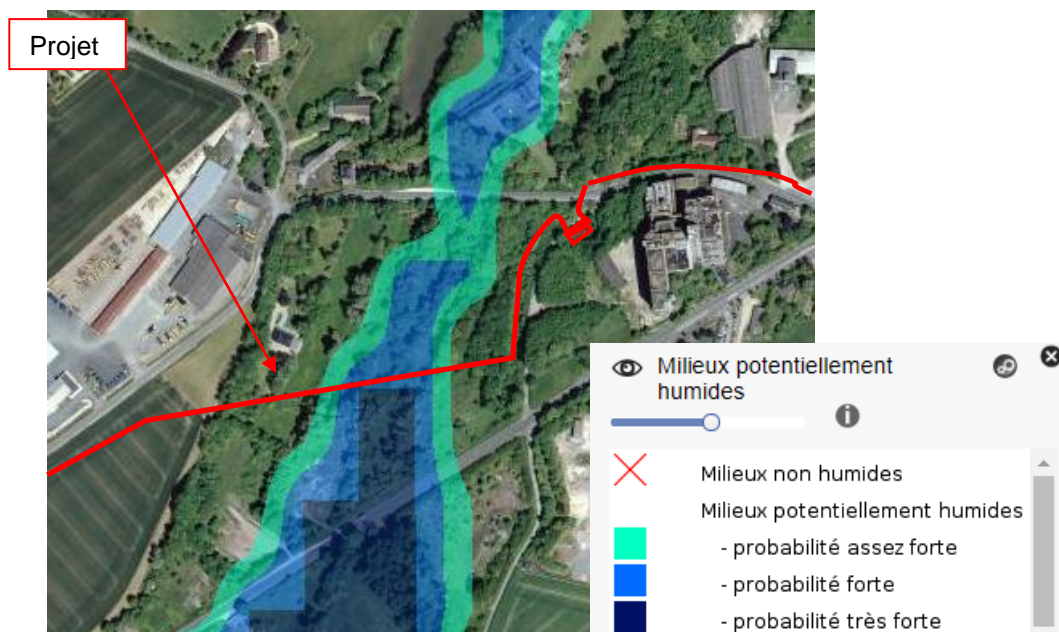 Projet
Milieux potentiellement
humides
Milieux non humides
Milieux potentiellement humides
- probabilité assez forte
- probabilité forte
- probabilité très forte